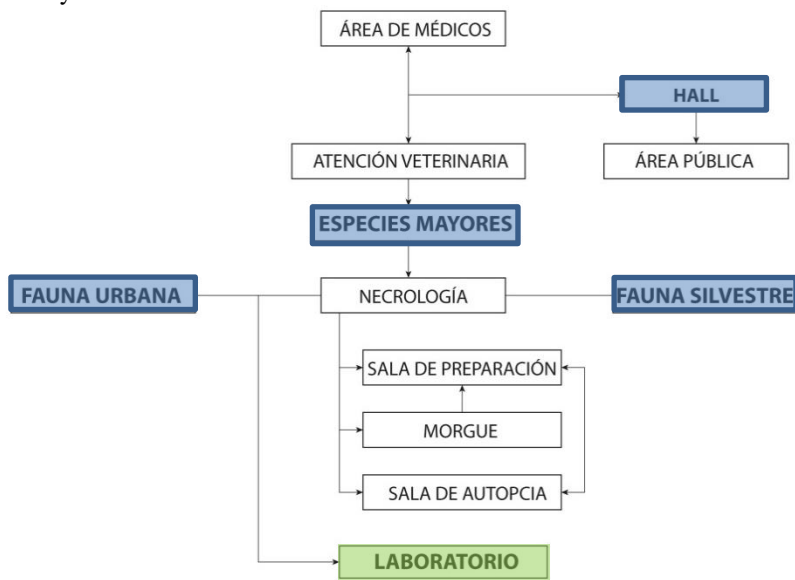 ÁREA DE MÉDICOS
HALL
ATENCIÓN VETERINARIA
ÁREA PÚBLICA
ESPECIES MAYORES
FAUNA URBANA
NECROLOGÍA
FAUNA SILVESTRE
SALA DE PREPARACIÓN
MORGUE
SALA DE AUTOPCIA
LABORATORIO